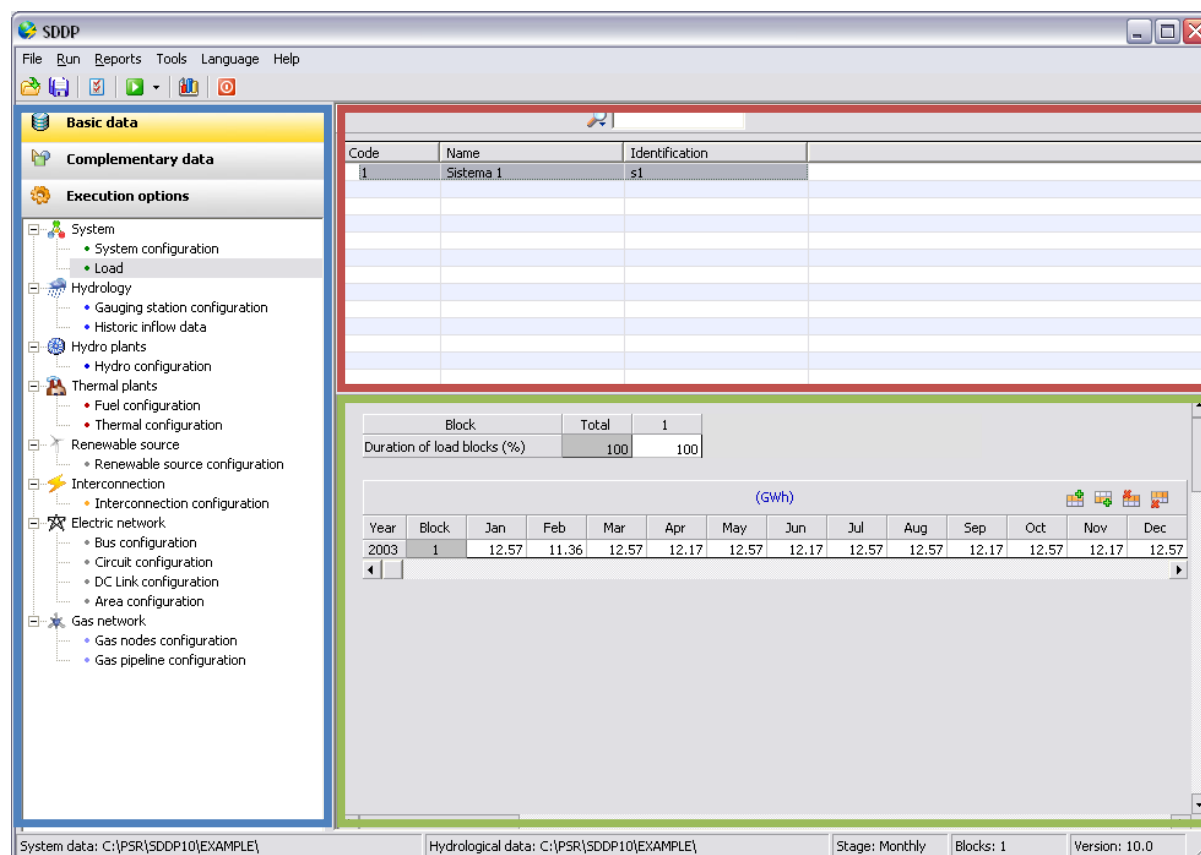 SDDP
File Run Reports Tools Language Help
Basic data
Complementary data
Execution options
System
System configuration
Load
Hydrology
Gauging station configuration
Historic inflow data
Hydro plants
Hydro configuration
Thermal plants
Fuel configuration
Thermal configuration
Renewable source
Renewable source configuration
Interconnection
Interconnection configuration
Electric network
Bus configuration
Circuit configuration
DC Link configuration
Area configuration
Gas network
Gas nodes configuration
Gas pipeline configuration
Code Name Identification
1 Sistema 1 s1
Block Total 1
Duration of load blocks (%) 100 100
(GWh)
Year Block Jan Feb Mar Apr May Jun Jul Aug Sep Oct Nov Dec
2003 1 12.57 11.36 12.57 12.17 12.57 12.17 12.57 12.57 12.17 12.57 12.17 12.57
System data: C:\PSR\SDDP10\EXAMPLE\ Hydrological data: C:\PSR\SDDP10\EXAMPLE\ Stage: Monthly Blocks: 1 Version: 10.0